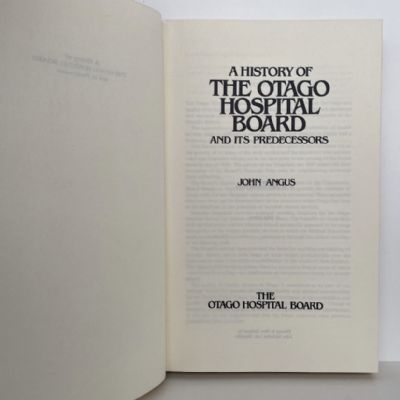 A HISTORY OF
THE OTAGO
HOSPITAL
BOARD
AND ITS PREDECESSORS
JOHN ANGUS
THE
OTAGO HOSPITAL BOARD